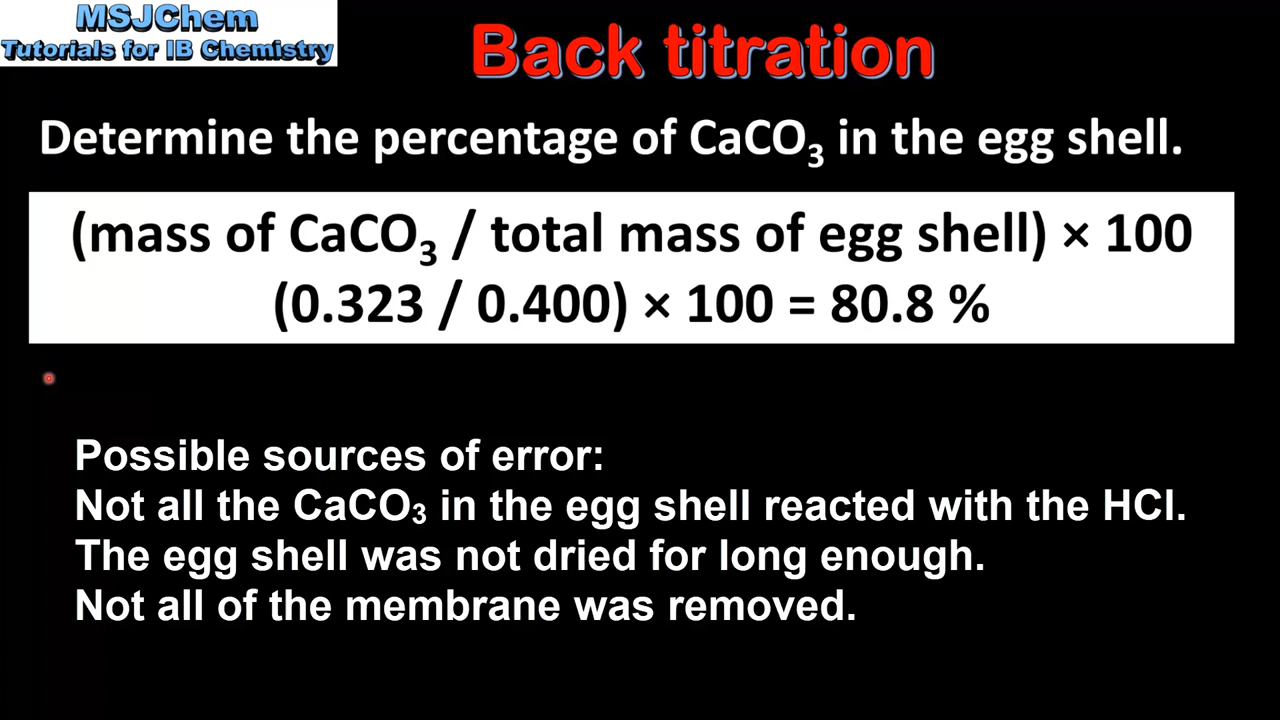 MSJChem
Tutorials for IB Chemistry
Back titration
Determine the percentage of CaCO₃ in the egg shell.
(mass of CaCO₃ / total mass of egg shell) × 100
(0.323 / 0.400) × 100 = 80.8 %
Possible sources of error:
Not all the CaCO₃ in the egg shell reacted with the HCl.
The egg shell was not dried for long enough.
Not all of the membrane was removed.